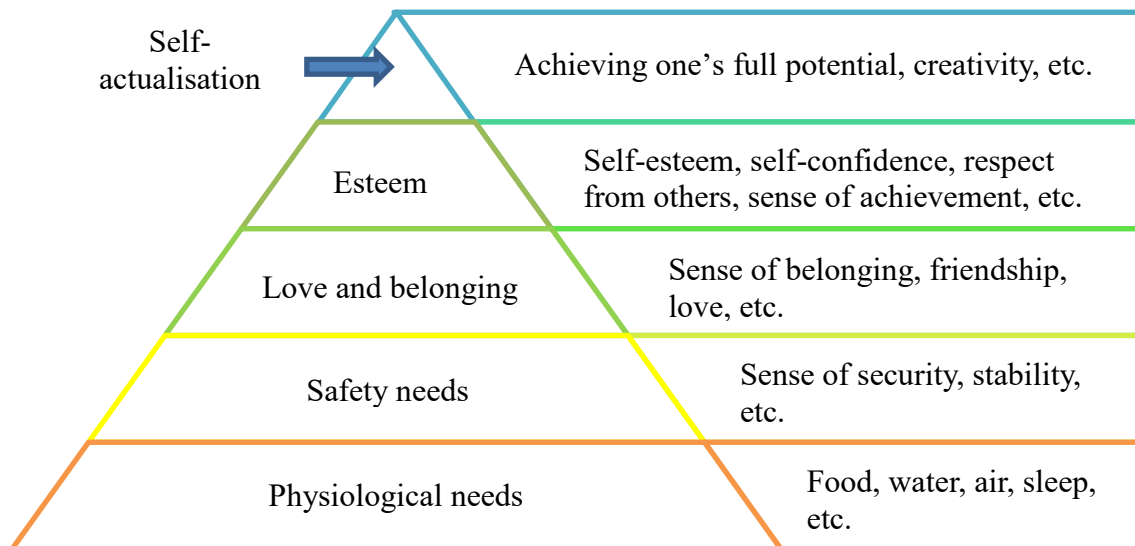 Self-
actualisation
Achieving one’s full potential, creativity, etc.
Esteem
Self-esteem, self-confidence, respect
from others, sense of achievement, etc.
Love and belonging
Sense of belonging, friendship,
love, etc.
Safety needs
Sense of security, stability,
etc.
Physiological needs
Food, water, air, sleep,
etc.